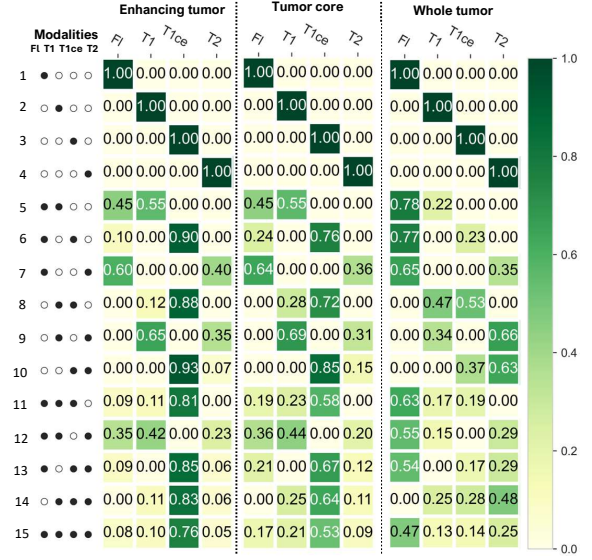 Enhancing tumor Tumor core Whole tumor
Modalities
Fl T1 T1ce T2 Fl T1 T1ce T2 Fl T1 T1ce T2 Fl T1 T1ce T2
1 1.00 0.00 0.00 0.00 1.00 0.00 0.00 0.00 1.00 0.00 0.00 0.00
2 0.00 1.00 0.00 0.00 0.00 1.00 0.00 0.00 0.00 1.00 0.00 0.00
3 0.00 0.00 1.00 0.00 0.00 0.00 1.00 0.00 0.00 0.00 1.00 0.00
4 0.00 0.00 0.00 1.00 0.00 0.00 0.00 1.00 0.00 0.00 0.00 1.00
5 0.45 0.55 0.00 0.00 0.45 0.55 0.00 0.00 0.78 0.22 0.00 0.00
6 0.10 0.00 0.90 0.00 0.24 0.00 0.76 0.00 0.77 0.00 0.23 0.00
7 0.60 0.00 0.00 0.40 0.64 0.00 0.00 0.36 0.65 0.00 0.00 0.35
8 0.00 0.12 0.88 0.00 0.00 0.28 0.72 0.00 0.00 0.47 0.53 0.00
9 0.00 0.65 0.00 0.35 0.00 0.69 0.00 0.31 0.00 0.34 0.00 0.66
10 0.00 0.00 0.93 0.07 0.00 0.00 0.85 0.15 0.00 0.00 0.37 0.63
11 0.09 0.11 0.81 0.00 0.19 0.23 0.58 0.00 0.63 0.17 0.19 0.00
12 0.35 0.42 0.00 0.23 0.36 0.44 0.00 0.20 0.55 0.15 0.00 0.29
13 0.09 0.00 0.85 0.06 0.21 0.00 0.67 0.12 0.54 0.00 0.17 0.29
14 0.00 0.11 0.83 0.06 0.00 0.25 0.64 0.11 0.00 0.25 0.28 0.48
15 0.08 0.10 0.76 0.05 0.17 0.21 0.53 0.09 0.47 0.13 0.14 0.25
1.0
0.8
0.6
0.4
0.2
0.0